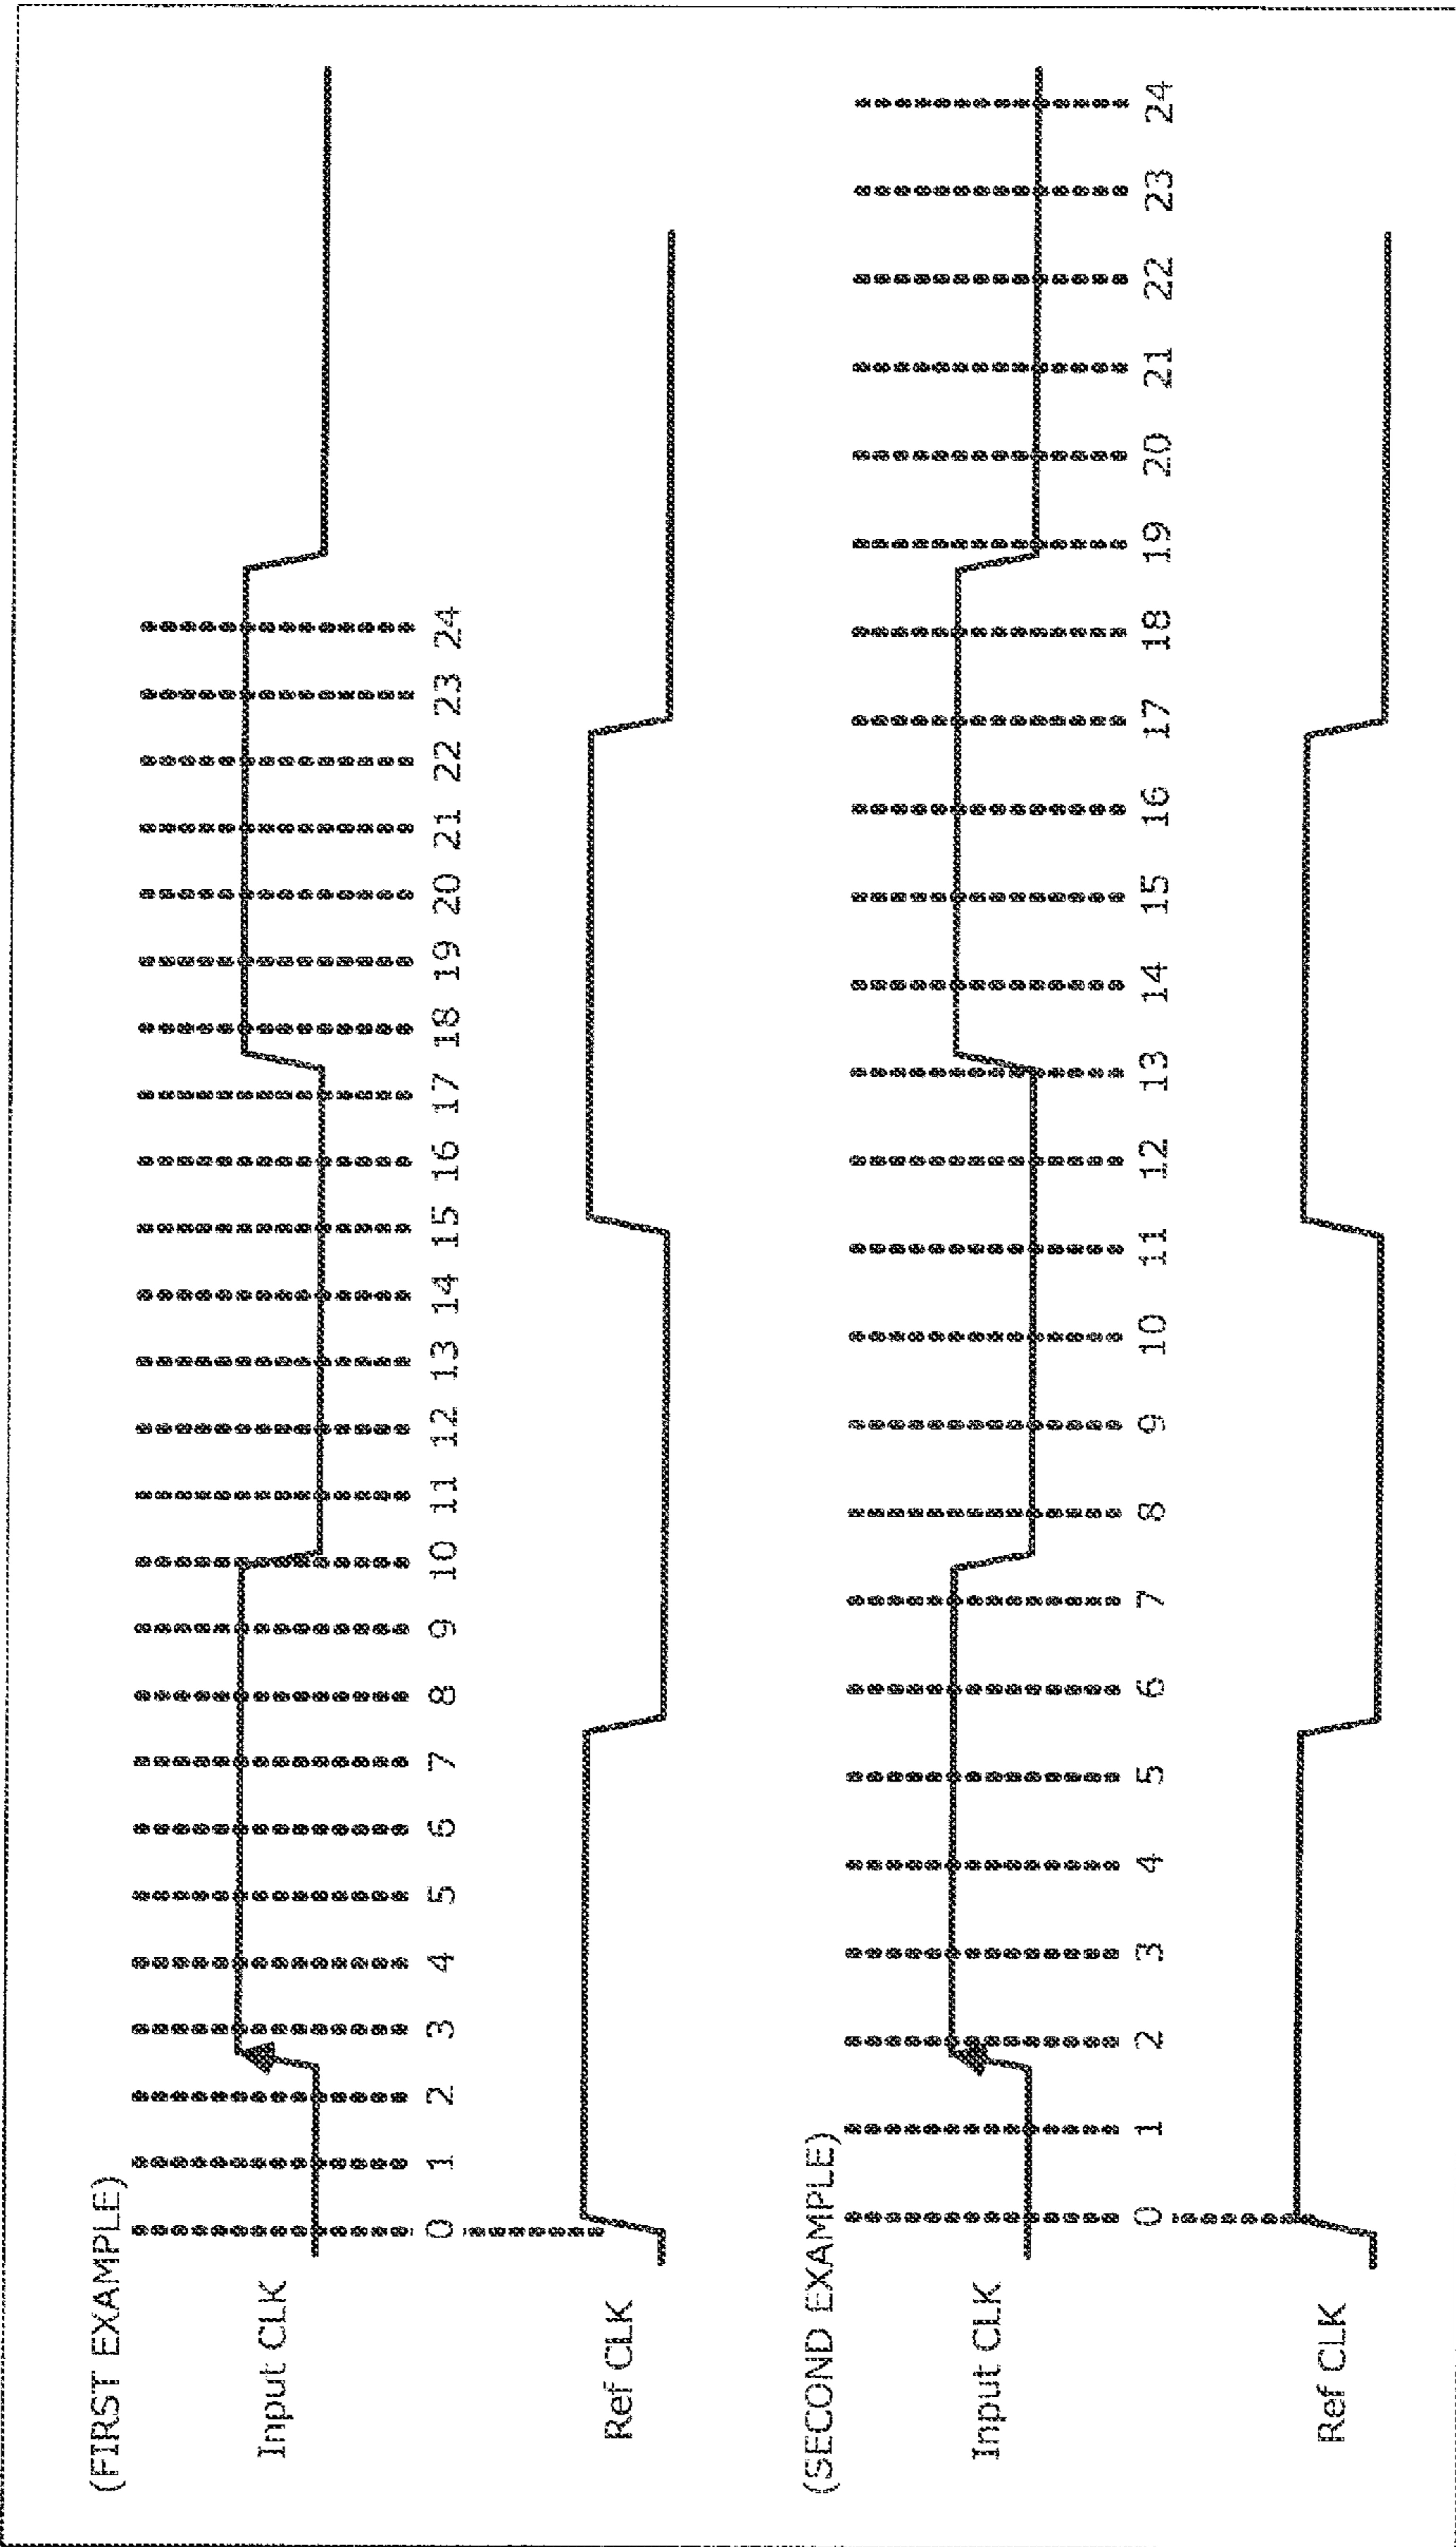 (FIRST EXAMPLE)
Input CLK
0 1 2 3 4 5 6 7 8 9 10 11 12 13 14 15 16 17 18 19 20 21 22 23 24
Ref CLK
(SECOND EXAMPLE)
Input CLK
0 1 2 3 4 5 6 7 8 9 10 11 12 13 14 15 16 17 18 19 20 21 22 23 24
Ref CLK